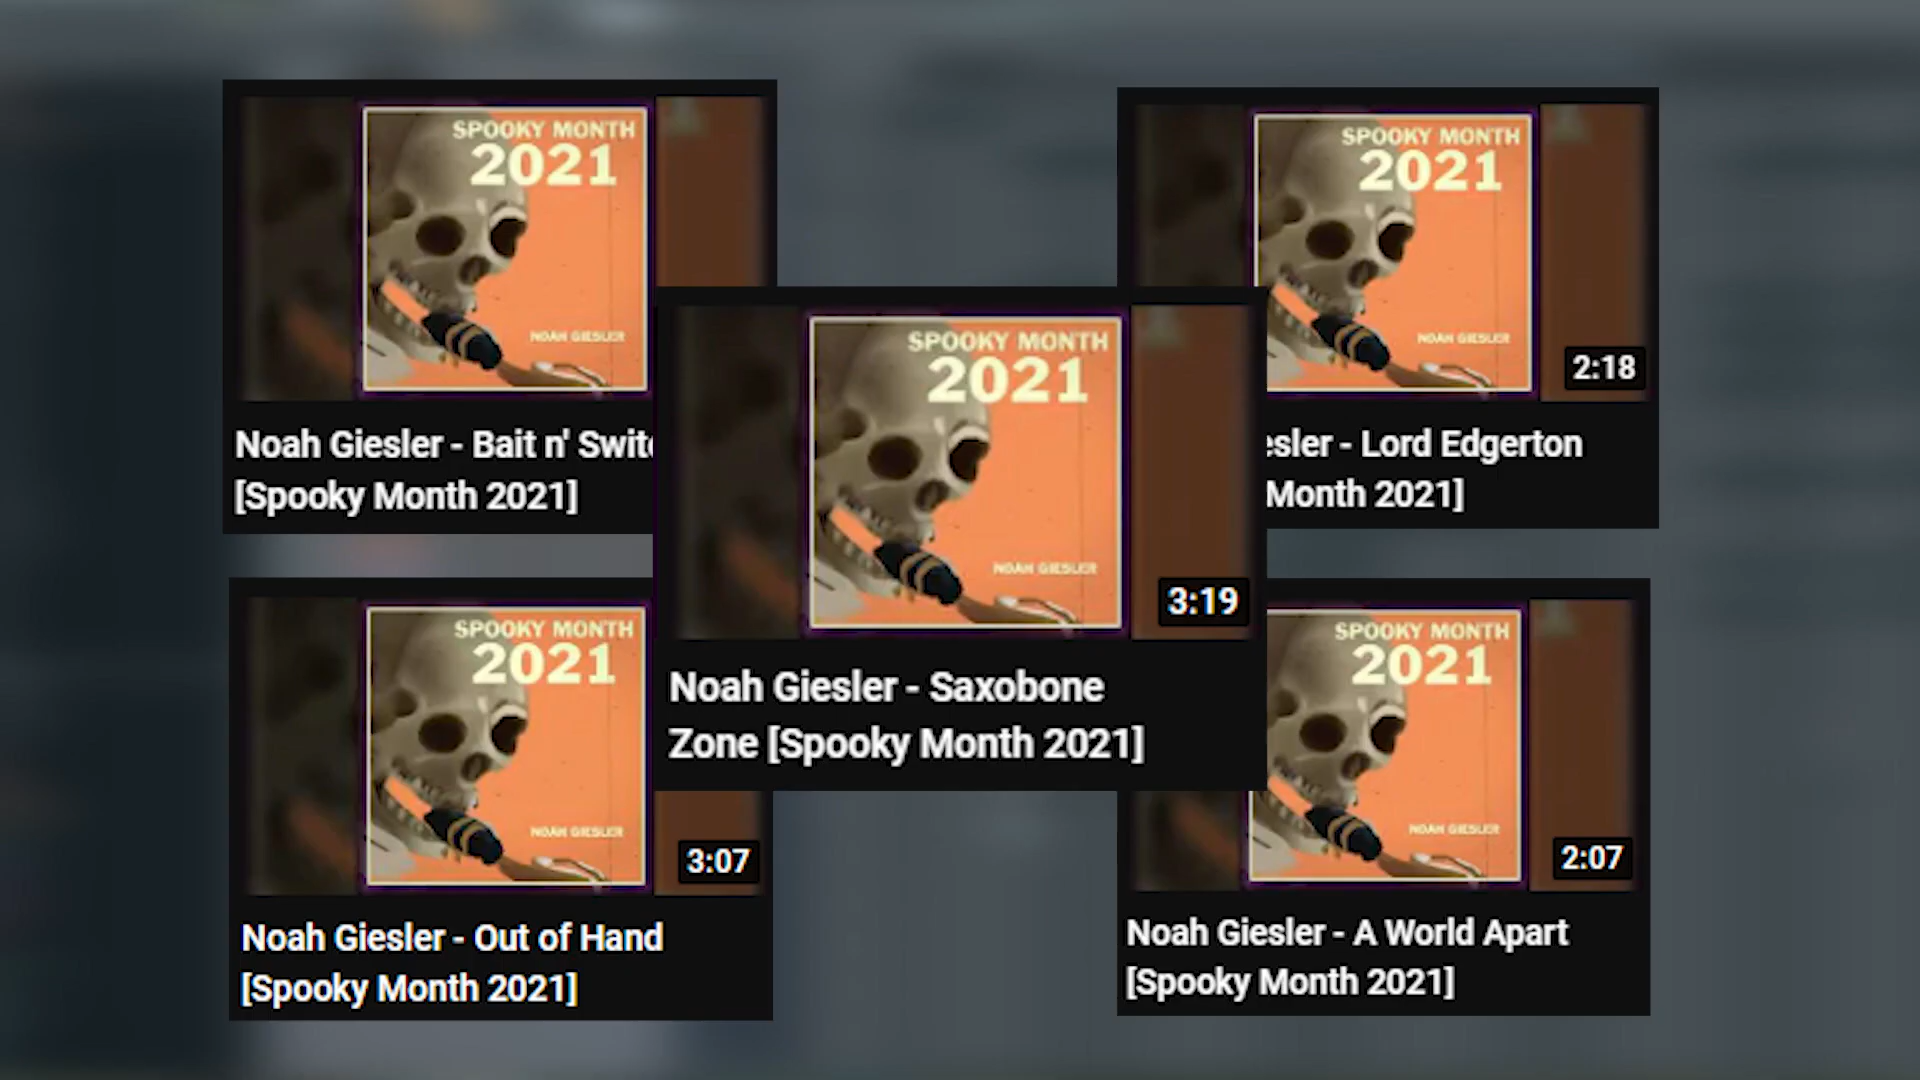 SPOOKY MONTH
2021
NOAH GIESLER
Noah Giesler - Bait n'
[Spooky Month 2021]
SPOOKY MONTH
2021
NOAH GIESLER
2:18
- Lord Edgerton
Month 2021]
SPOOKY MONTH
2021
NOAH GIESLER
3:19
Noah Giesler - Saxobone
Zone [Spooky Month 2021]
SPOOKY MONTH
2021
NOAH GIESLER
3:07
Noah Giesler - Out of Hand
[Spooky Month 2021]
SPOOKY MONTH
2021
NOAH GIESLER
2:07
Noah Giesler - A World Apart
[Spooky Month 2021]